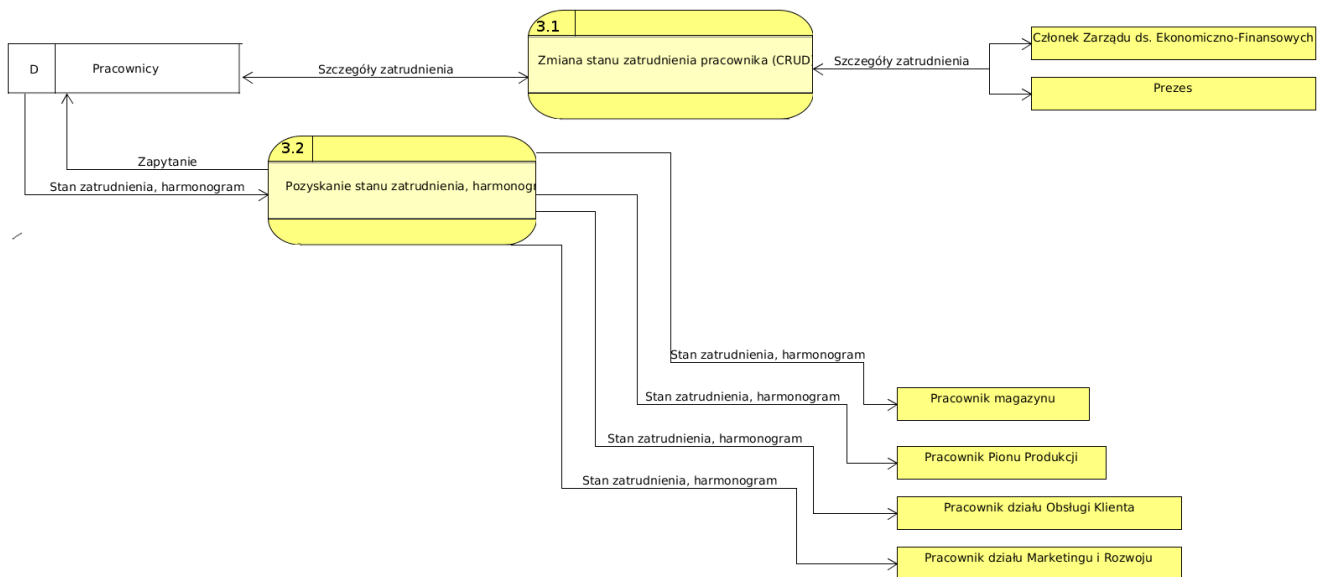 3.1
Członek Zarządu ds. Ekonomiczno-Finansowych
D
Pracownicy
Szczegóły zatrudnienia
Zmiana stanu zatrudnienia pracownika (CRUD
Szczegóły zatrudnienia
Prezes
3.2
Zapytanie
Stan zatrudnienia, harmonogram
Pozyskanie stanu zatrudnienia, harmonogr
Stan zatrudnienia, harmonogram
Pracownik magazynu
Stan zatrudnienia, harmonogram
Stan zatrudnienia, harmonogram
Pracownik Pionu Produkcji
Stan zatrudnienia, harmonogram
Pracownik działu Obsługi Klienta
Pracownik działu Marketingu i Rozwoju